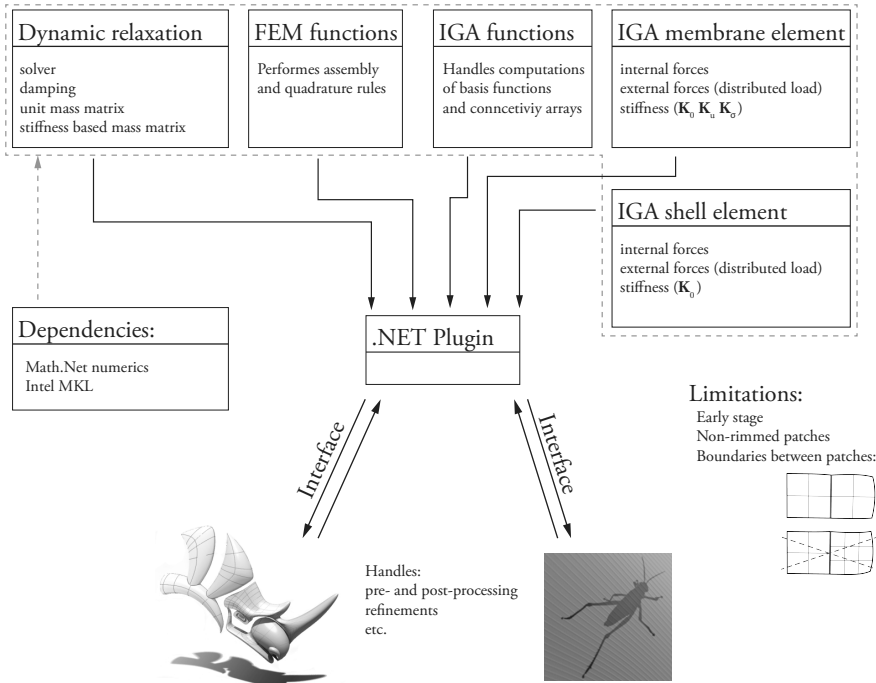 Dynamic relaxation
solver
damping
unit mass matrix
stiffness based mass matrix
FEM functions
Performes assembly
and quadrature rules
IGA functions
Handles computations
of basis functions
and conncetiviy arrays
IGA membrane element
internal forces
external forces (distributed load)
stiffness (K₀ Kᵤ Kσ)
IGA shell element
internal forces
external forces (distributed load)
stiffness (K₀)
Dependencies:
Math.Net numerics
Intel MKL
.NET Plugin
Interface
Interface
Limitations:
Early stage
Non-rimmed patches
Boundaries between patches:
Handles:
pre- and post-processing
refinements
etc.